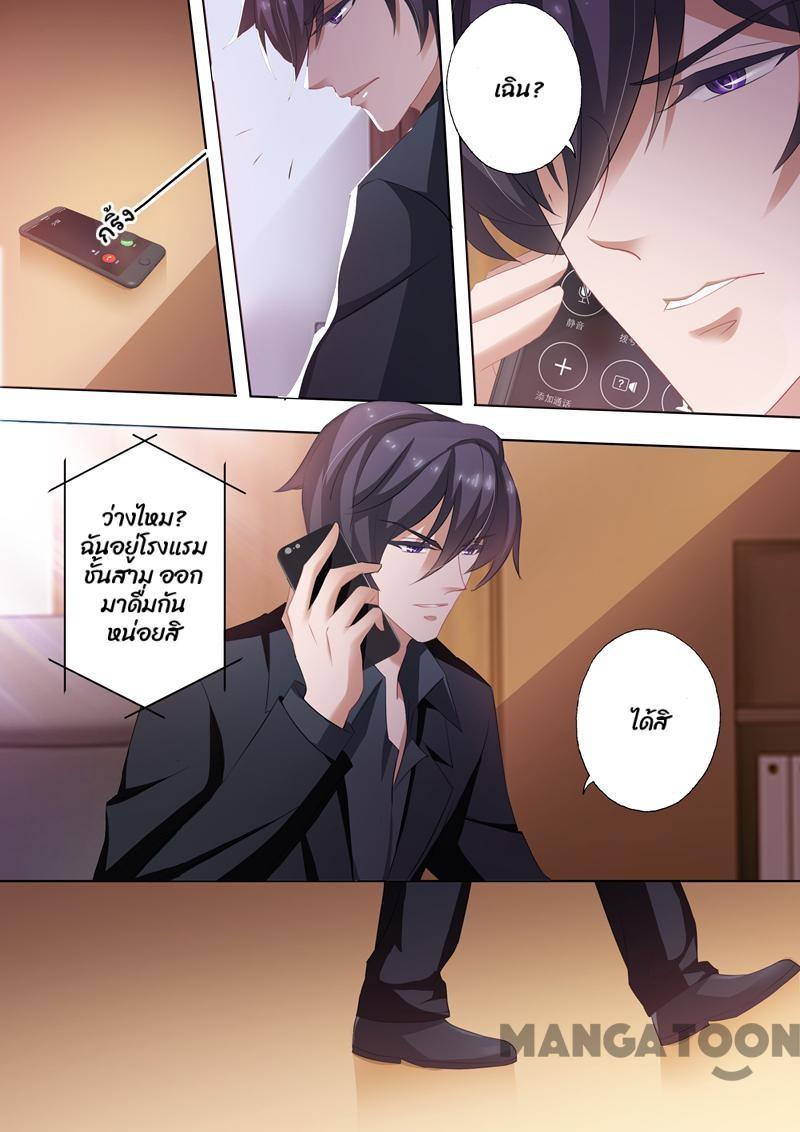 กริ๊ง
เฉิน?
静音
添加通话
ว่างไหม?
ฉันอยู่โรงแรม
ชั้นสาม ออก
มาดื่มกัน
หน่อยสิ
ได้สิ
MANGATOON